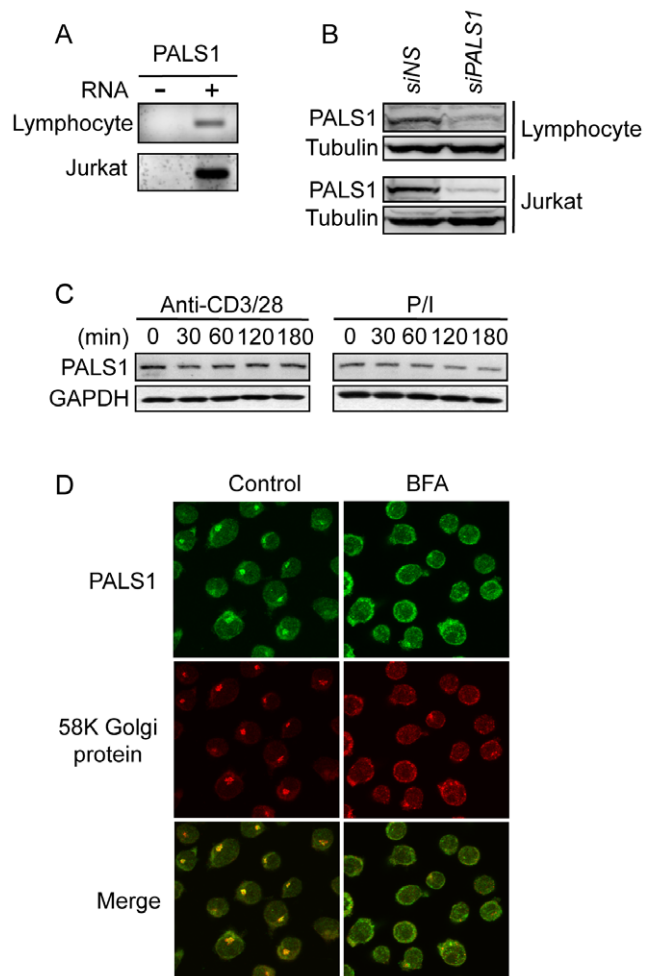 A
PALS1
RNA - +
Lymphocyte
Jurkat
B
siNS siPALS1
PALS1
Tubulin
Lymphocyte
PALS1
Tubulin
Jurkat
C
Anti-CD3/28 P/I
(min) 0 30 60 120 180 0 30 60 120 180
PALS1
GAPDH
D
Control BFA
PALS1
58K Golgi
protein
Merge